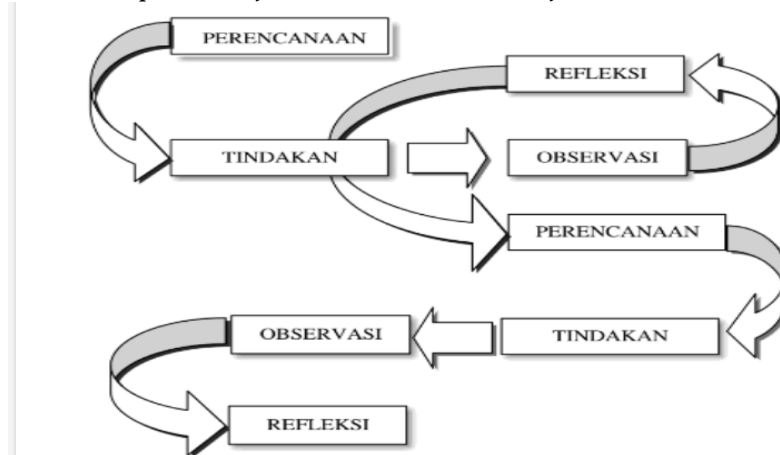 PERENCANAAN
TINDAKAN
OBSERVASI
REFLEKSI
PERENCANAAN
TINDAKAN
OBSERVASI
REFLEKSI